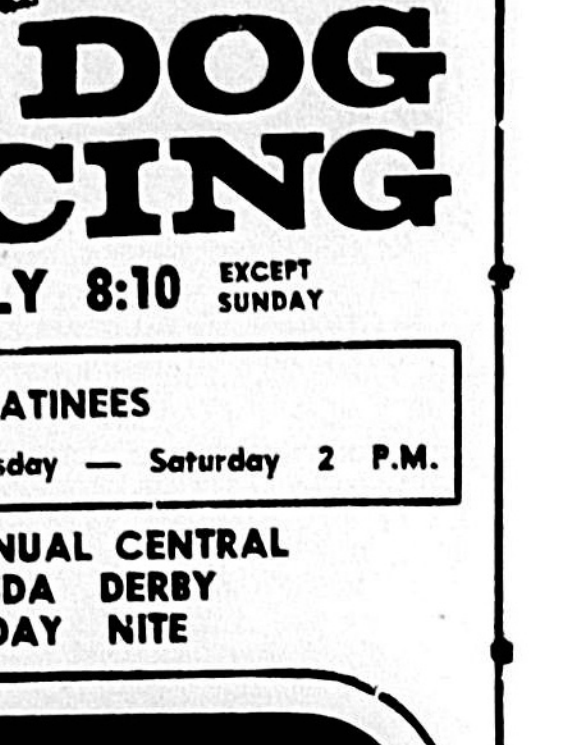 DOG
CING
LY 8:10 EXCEPT
SUNDAY
ATINEES
sday — Saturday 2 P.M.
NUAL CENTRAL
DA DERBY
DAY NITE